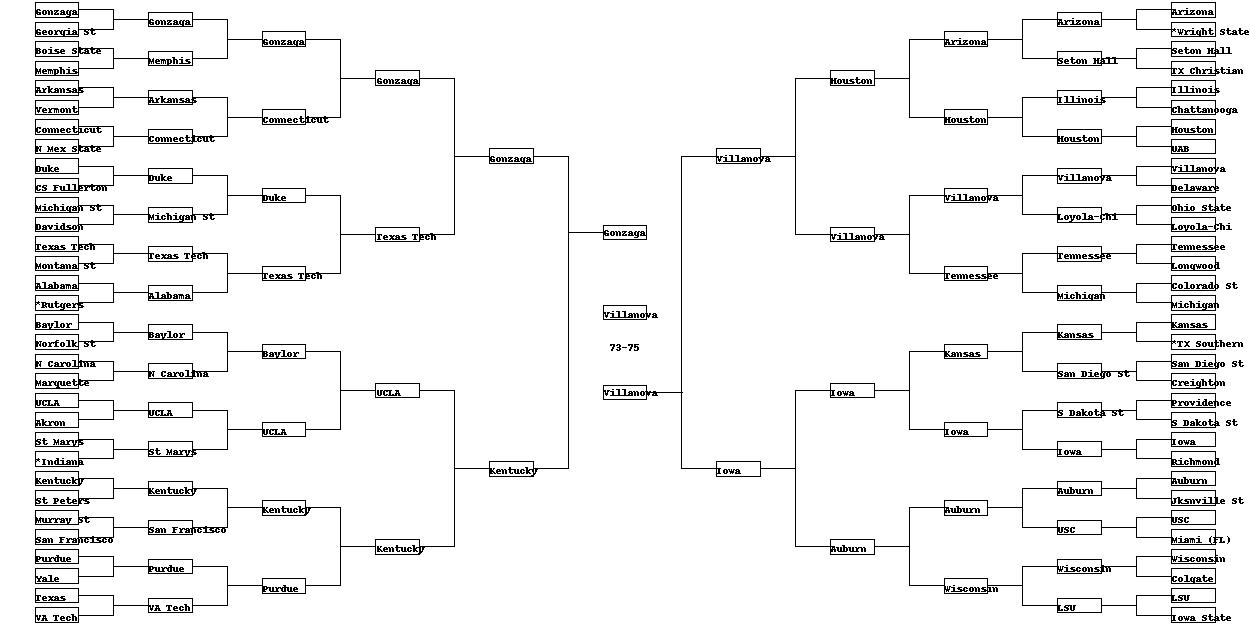 Gonzaga
Georgia St
Boise State
Memphis
Arkansas
Vermont
Connecticut
N Mex State
Duke
CS Fullerton
Michigan St
Davidson
Texas Tech
Montana St
Alabama
*Rutgers
Baylor
Norfolk St
N Carolina
Marquette
UCLA
Akron
St Marys
*Indiana
Kentucky
St Peters
Murray St
San Francisco
Purdue
Yale
Texas
VA Tech
Gonzaga
Memphis
Arkansas
Connecticut
Duke
Michigan St
Texas Tech
Alabama
Baylor
N Carolina
UCLA
St Marys
Kentucky
San Francisco
Purdue
VA Tech
Gonzaga
Connecticut
Duke
Texas Tech
Baylor
UCLA
Kentucky
Purdue
Gonzaga
Texas Tech
UCLA
Kentucky
Gonzaga
Kentucky
Gonzaga
Villanova
73-75
Villanova
Villanova
Iowa
Houston
Villanova
Iowa
Auburn
Arizona
Houston
Villanova
Tennessee
Kansas
Iowa
Auburn
Wisconsin
Arizona
Seton Hall
Illinois
Houston
Villanova
Loyola-Chi
Tennessee
Michigan
Kansas
San Diego St
S Dakota St
Iowa
Auburn
USC
Wisconsin
LSU
Arizona
*Wright State
Seton Hall
TX Christian
Illinois
Chattanooga
Houston
UAB
Villanova
Delaware
Ohio State
Loyola-Chi
Tennessee
Longwood
Colorado St
Michigan
Kansas
*TX Southern
San Diego St
Creighton
Providence
S Dakota St
Iowa
Richmond
Auburn
Jksnville St
USC
Miami (FL)
Wisconsin
Colgate
LSU
Iowa State